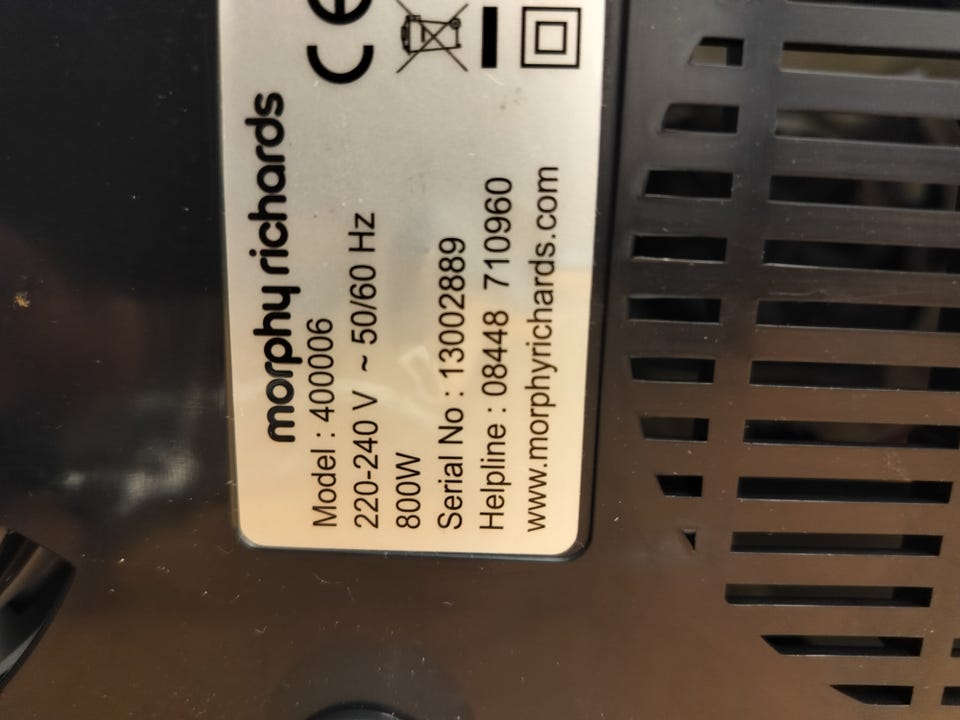 morphy richards
Model : 400006
220-240 V ~ 50/60 Hz
800W
Serial No : 13002889
Helpline : 08448 710960
www.morphyrichards.com
CE